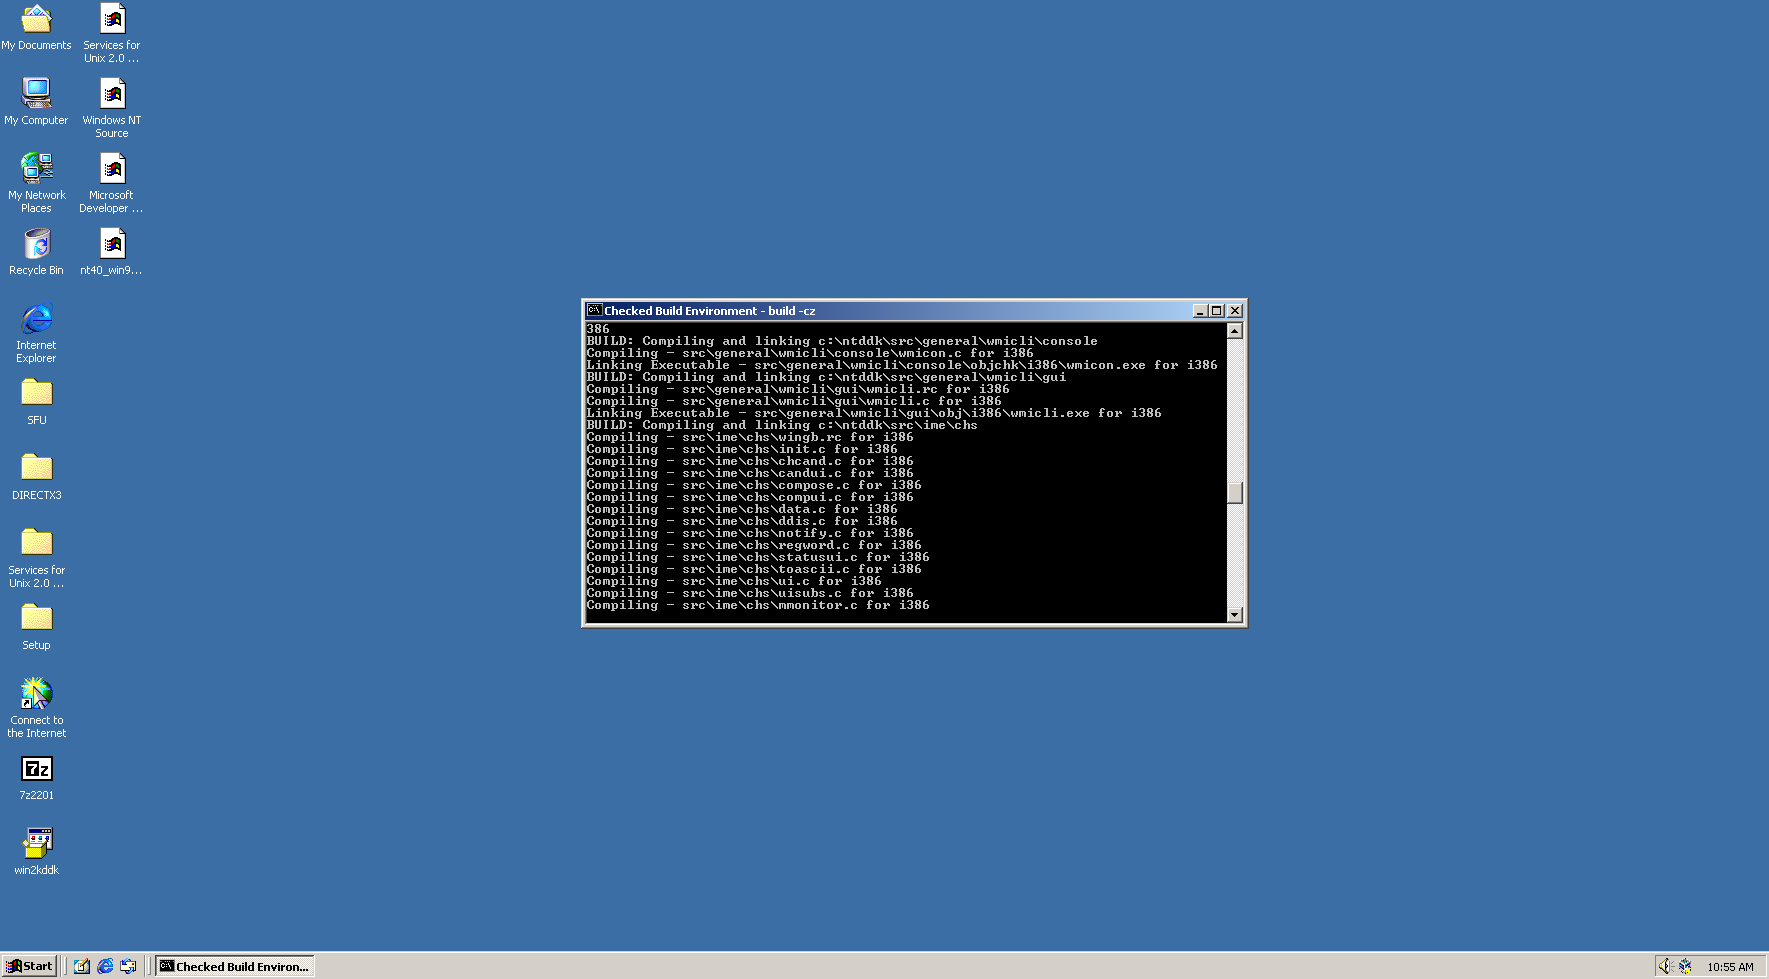 My Documents
Services for
Unix 2.0 ...
My Computer
Windows NT
Source
My Network
Places
Microsoft
Developer ...
Recycle Bin
nt40_win9...
Internet
Explorer
SFU
DIRECTX3
Services for
Unix 2.0 ...
Setup
Connect to
the Internet
7z
7z2201
win2kddk
C:\ Checked Build Environment - build -cz
386
BUILD: Compiling and linking c:\ntddk\src\general\wmicli\console
Compiling - src\general\wmicli\console\wmicon.c for i386
Linking Executable - src\general\wmicli\console\objchk\i386\wmicon.exe for i386
BUILD: Compiling and linking c:\ntddk\src\general\wmicli\gui
Compiling - src\general\wmicli\gui\wmicli.rc for i386
Compiling - src\general\wmicli\gui\wmicli.c for i386
Linking Executable - src\general\wmicli\gui\obj\i386\wmicli.exe for i386
BUILD: Compiling and linking c:\ntddk\src\ime\chs
Compiling - src\ime\chs\wingb.rc for i386
Compiling - src\ime\chs\init.c for i386
Compiling - src\ime\chs\chcand.c for i386
Compiling - src\ime\chs\candui.c for i386
Compiling - src\ime\chs\compose.c for i386
Compiling - src\ime\chs\compui.c for i386
Compiling - src\ime\chs\data.c for i386
Compiling - src\ime\chs\ddis.c for i386
Compiling - src\ime\chs\notify.c for i386
Compiling - src\ime\chs\regword.c for i386
Compiling - src\ime\chs\statusui.c for i386
Compiling - src\ime\chs\toascii.c for i386
Compiling - src\ime\chs\ui.c for i386
Compiling - src\ime\chs\uisubs.c for i386
Compiling - src\ime\chs\mmonitor.c for i386
Start
C:\ Checked Build Environ...
10:55 AM